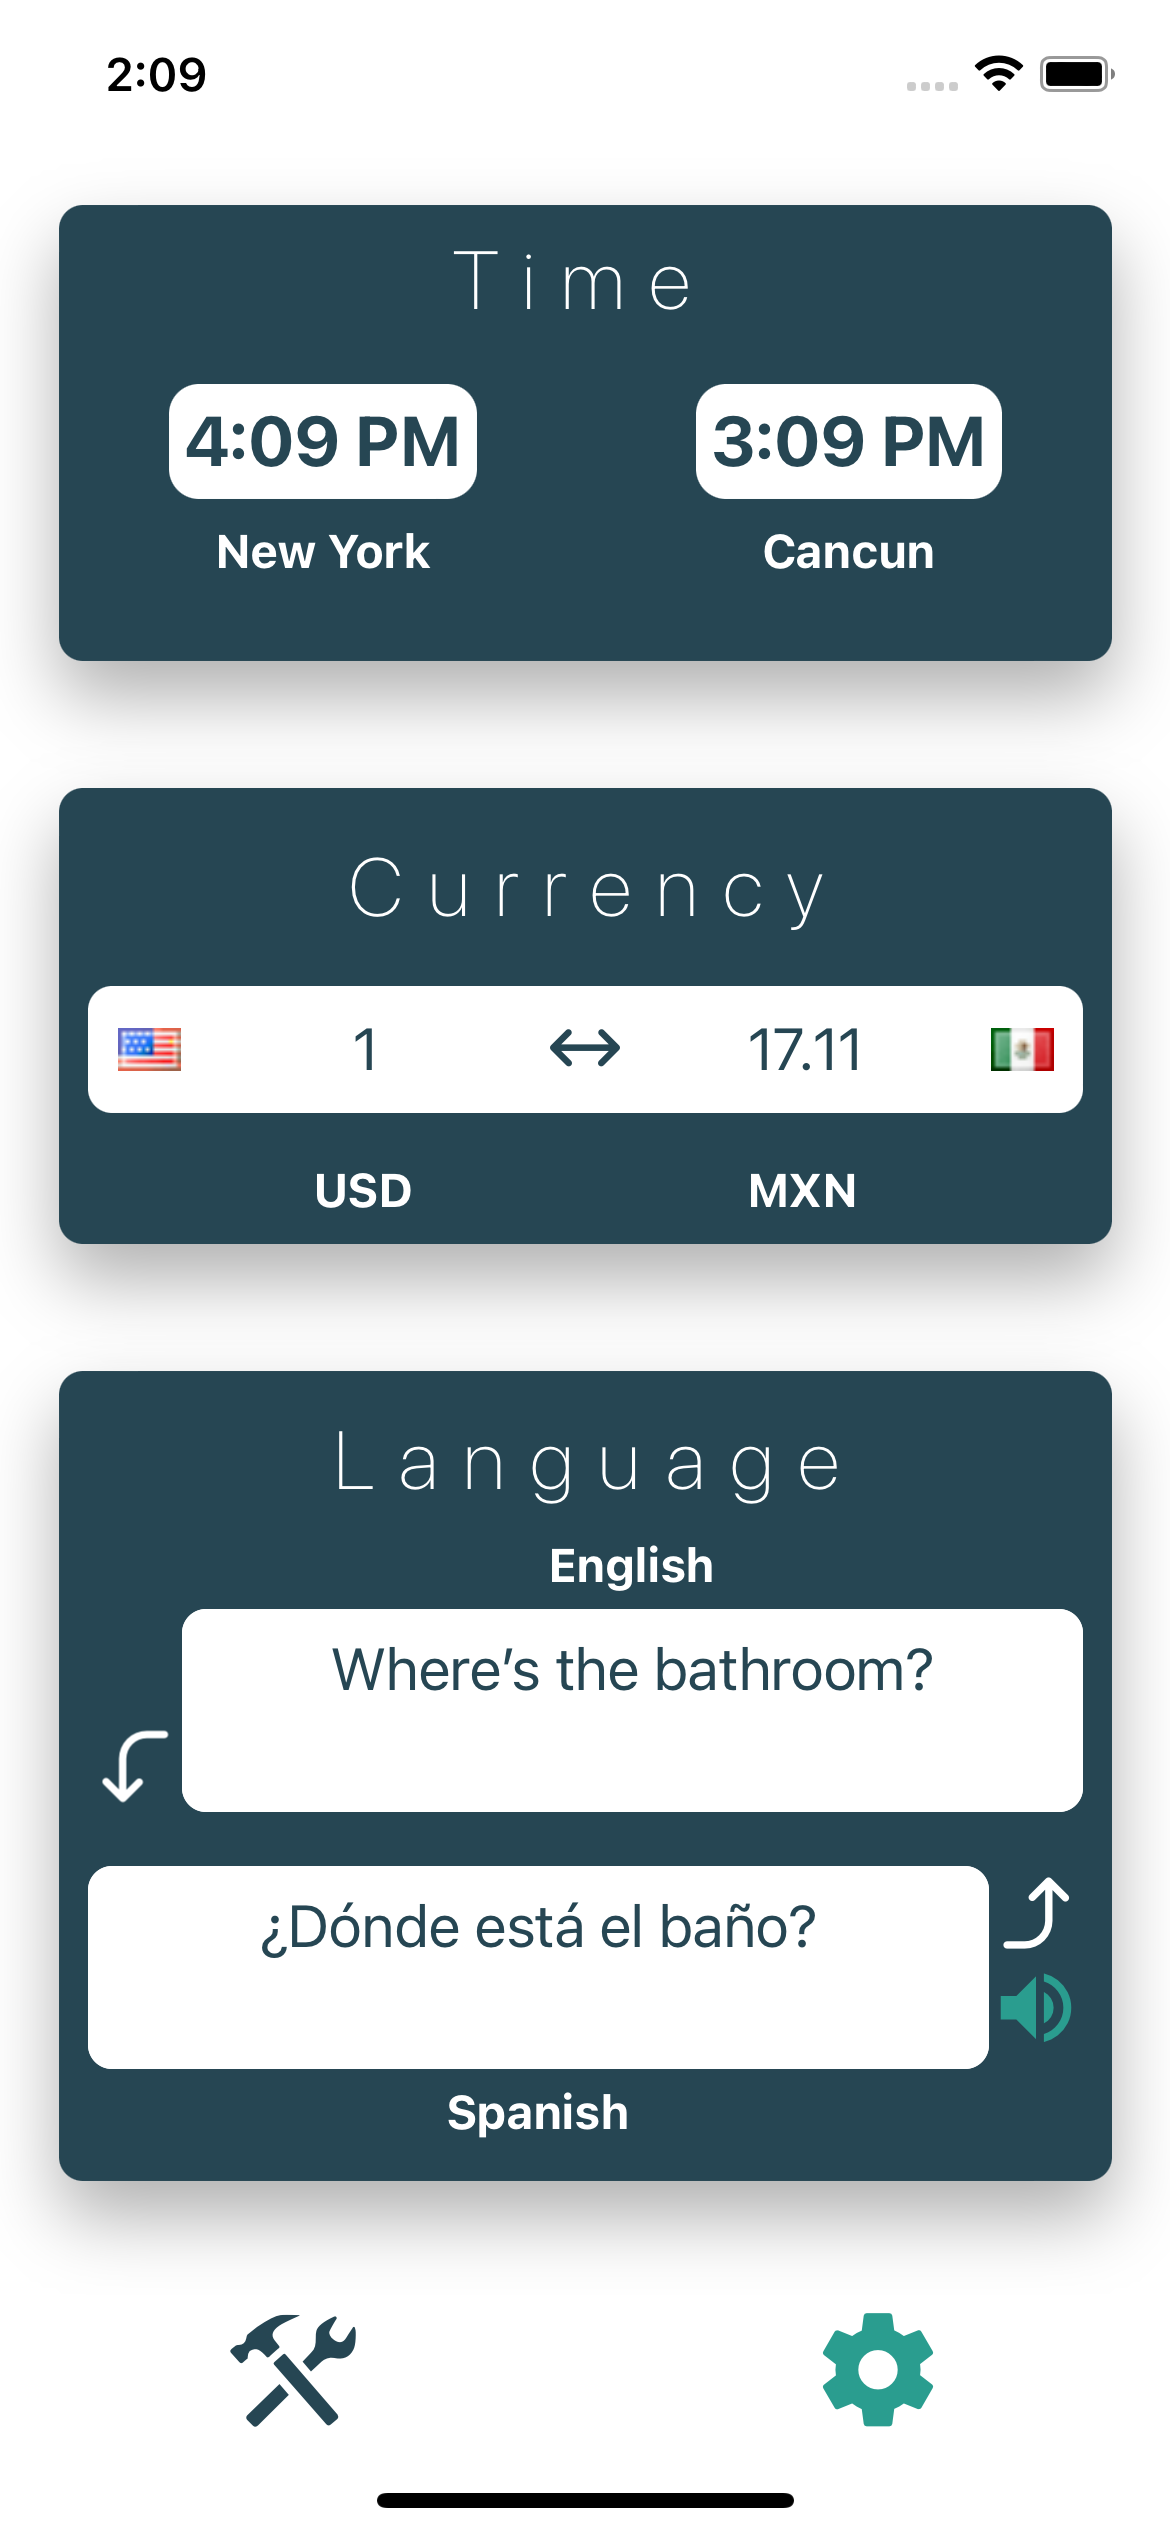 2:09
Time
4:09 PM 3:09 PM
New York Cancun
Currency
1 17.11
USD MXN
Language
English
Where’s the bathroom?
¿Dónde está el baño?
Spanish